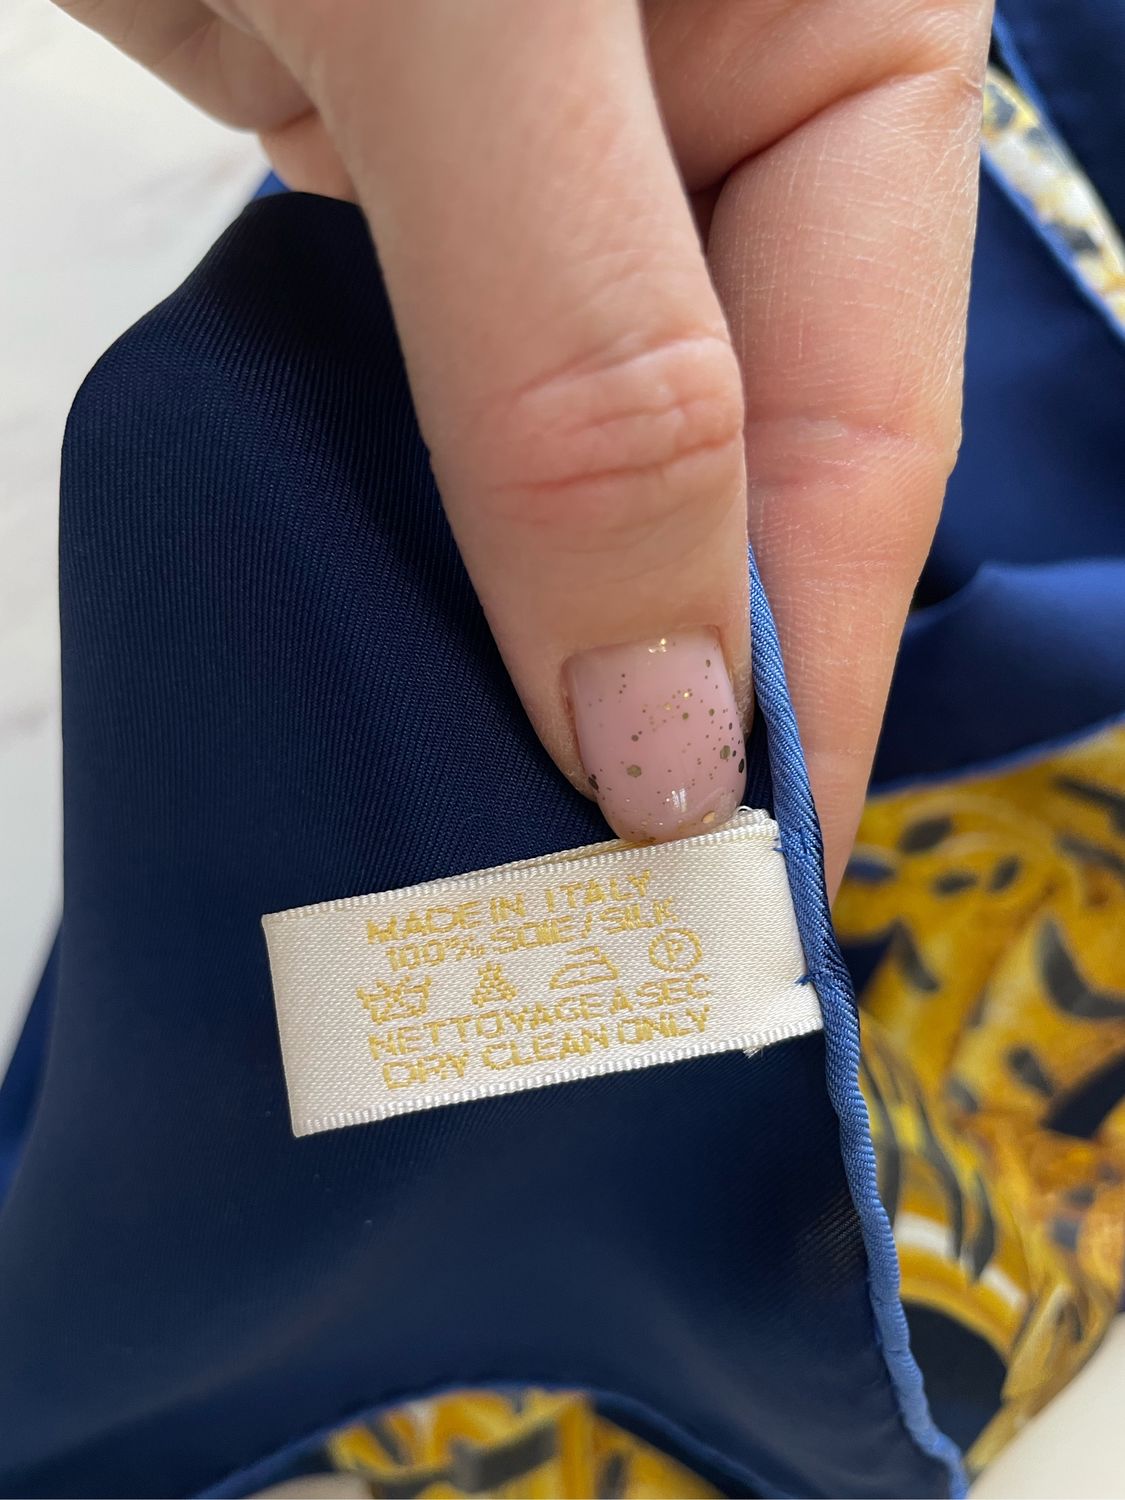 MADE IN ITALY
100% SOIE / SILK
P
NETTOYAGE A SEC
DRY CLEAN ONLY